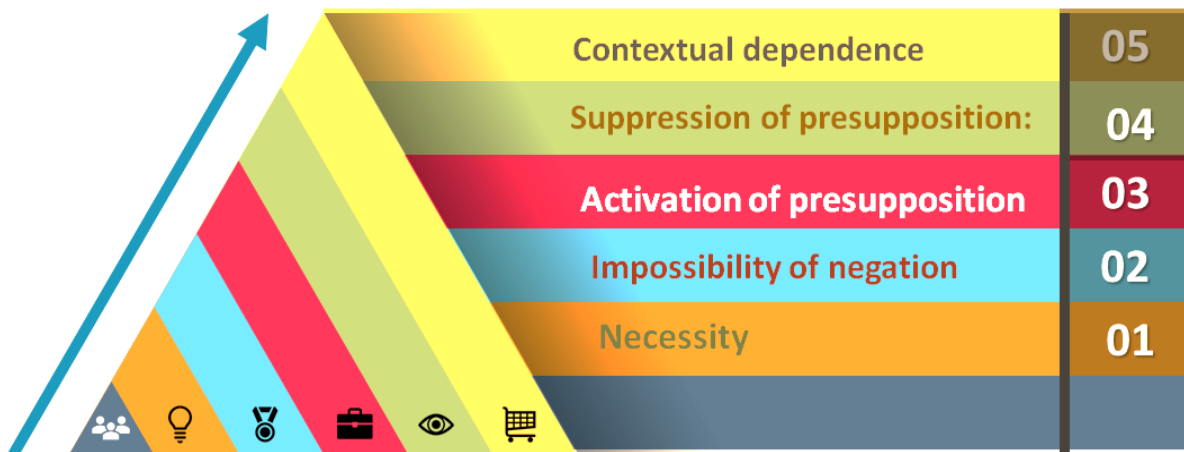 Contextual dependence 05
Suppression of presupposition: 04
Activation of presupposition 03
Impossibility of negation 02
Necessity 01